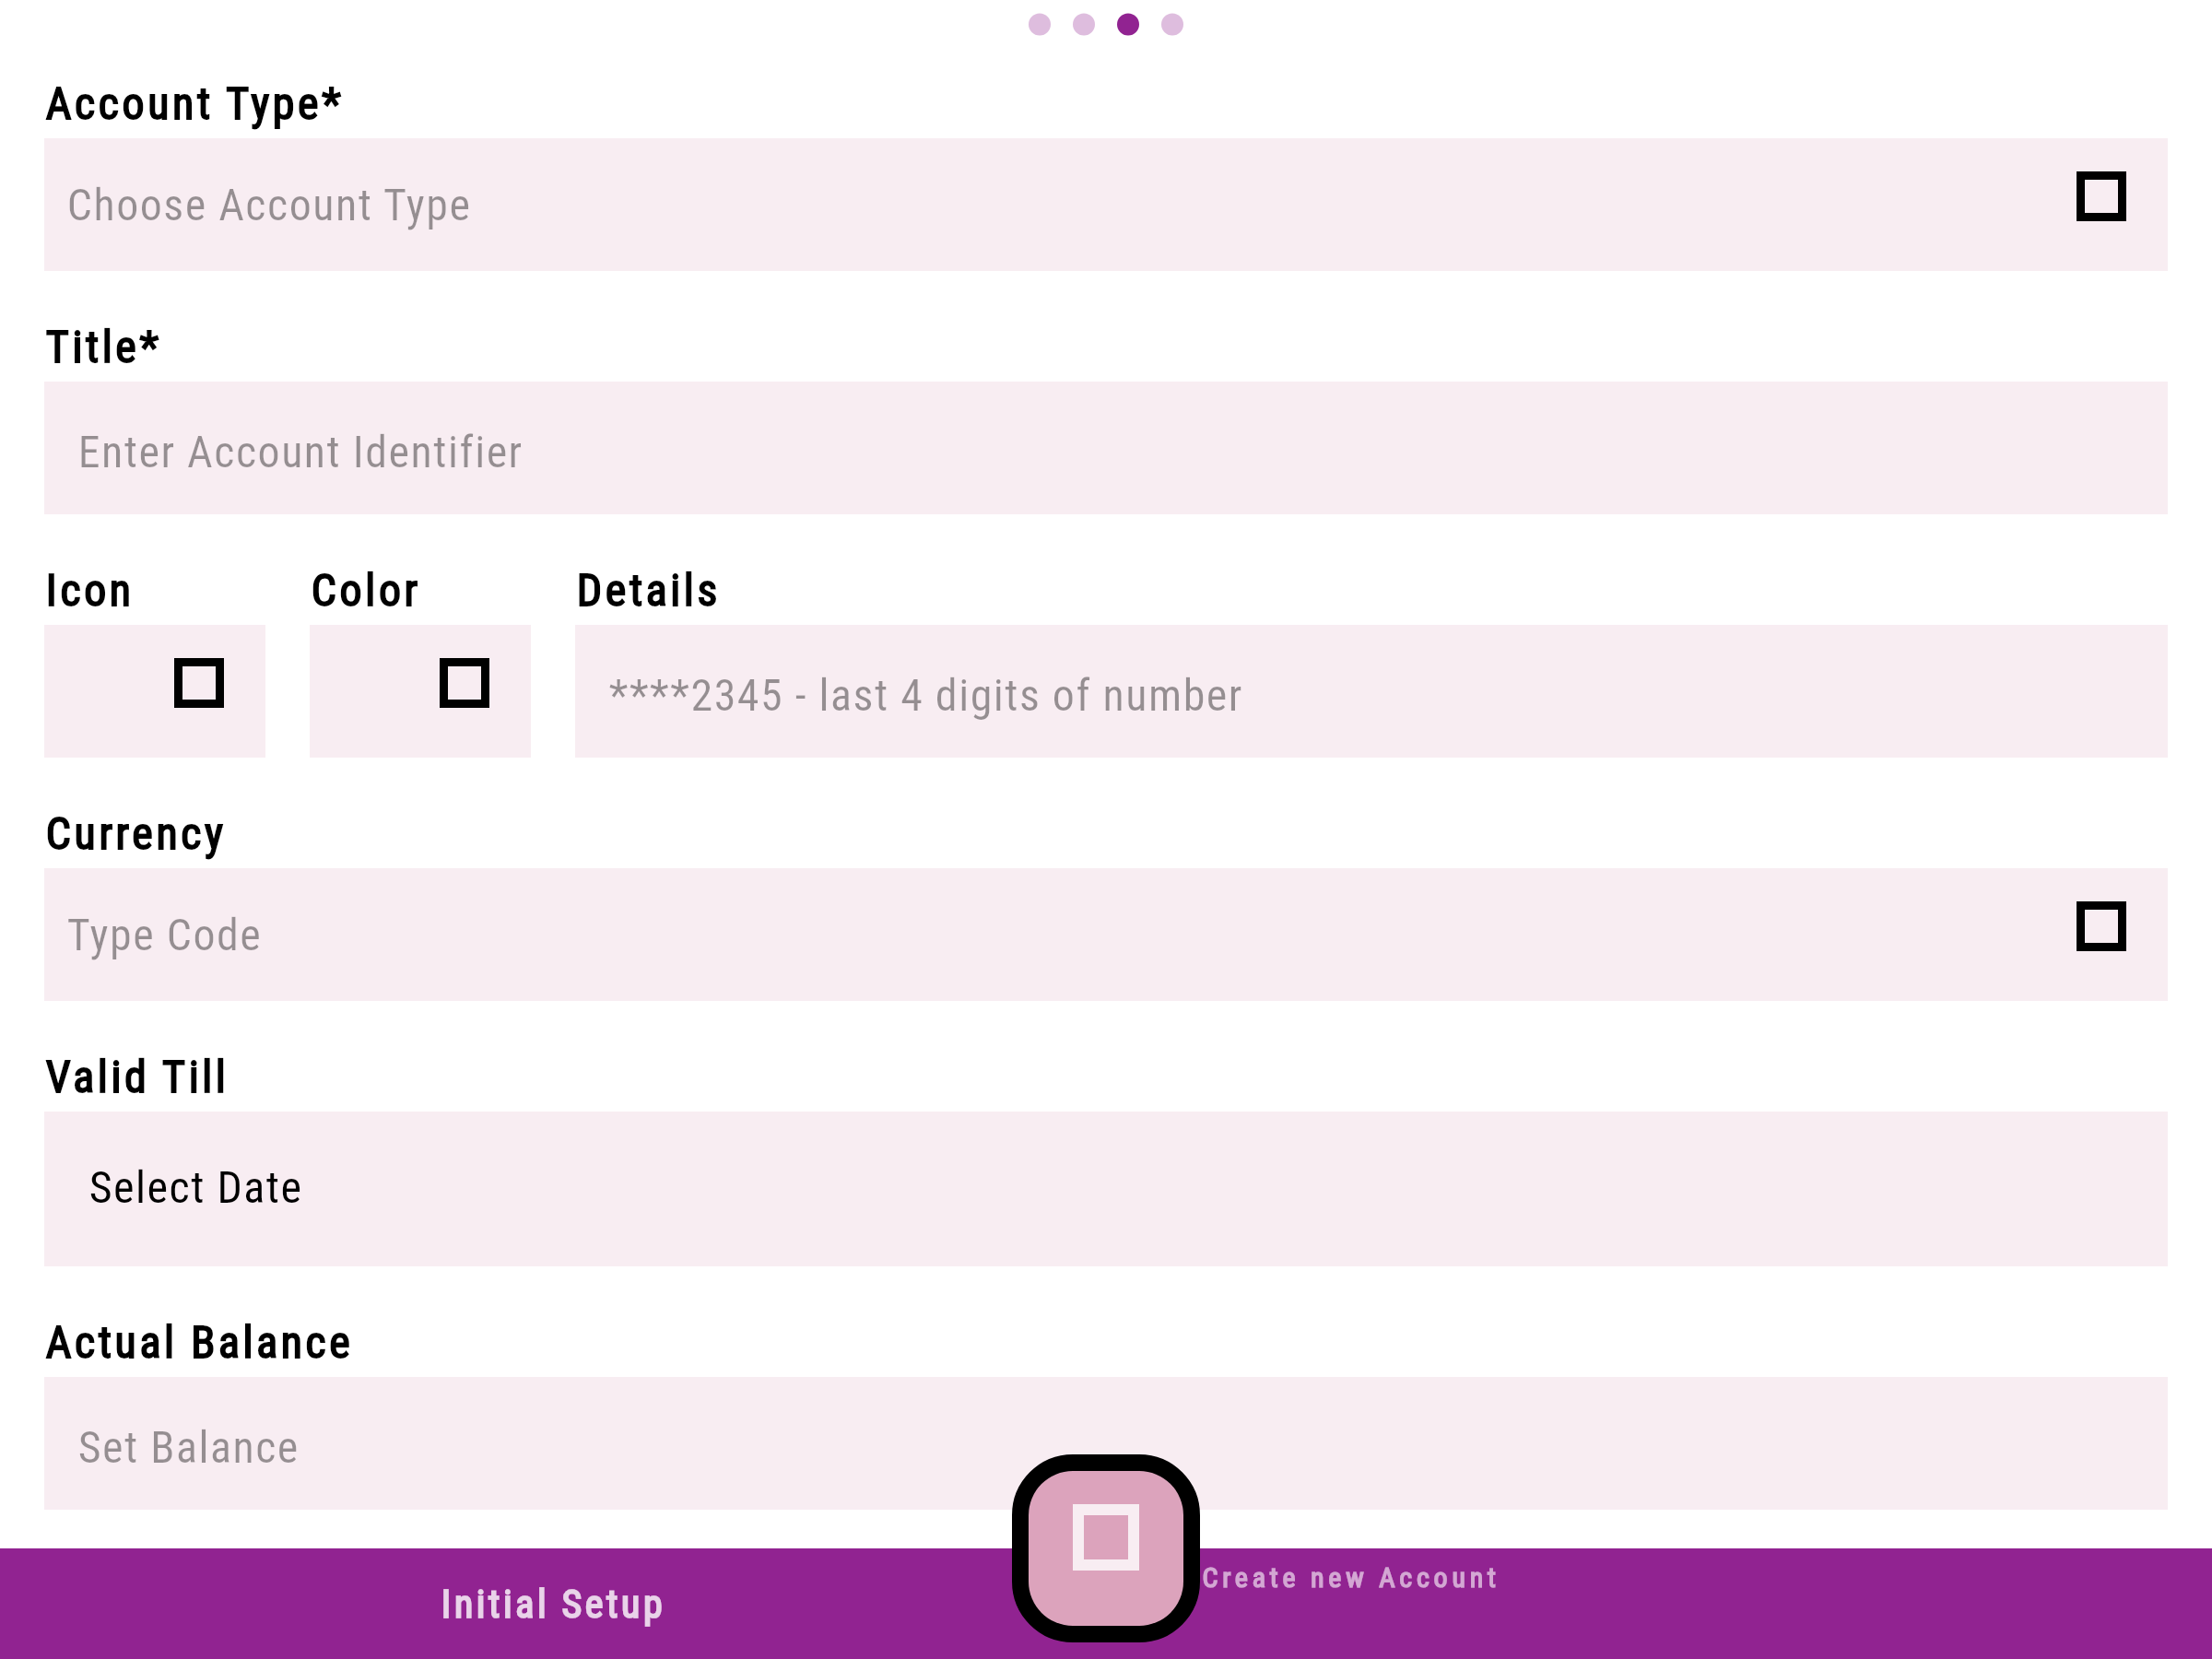 Account Type*
Choose Account Type
Title*
Enter Account Identifier
Icon Color Details
****2345 - last 4 digits of number
Currency
Type Code
Valid Till
Select Date
Actual Balance
Set Balance
Initial Setup
Create new Account